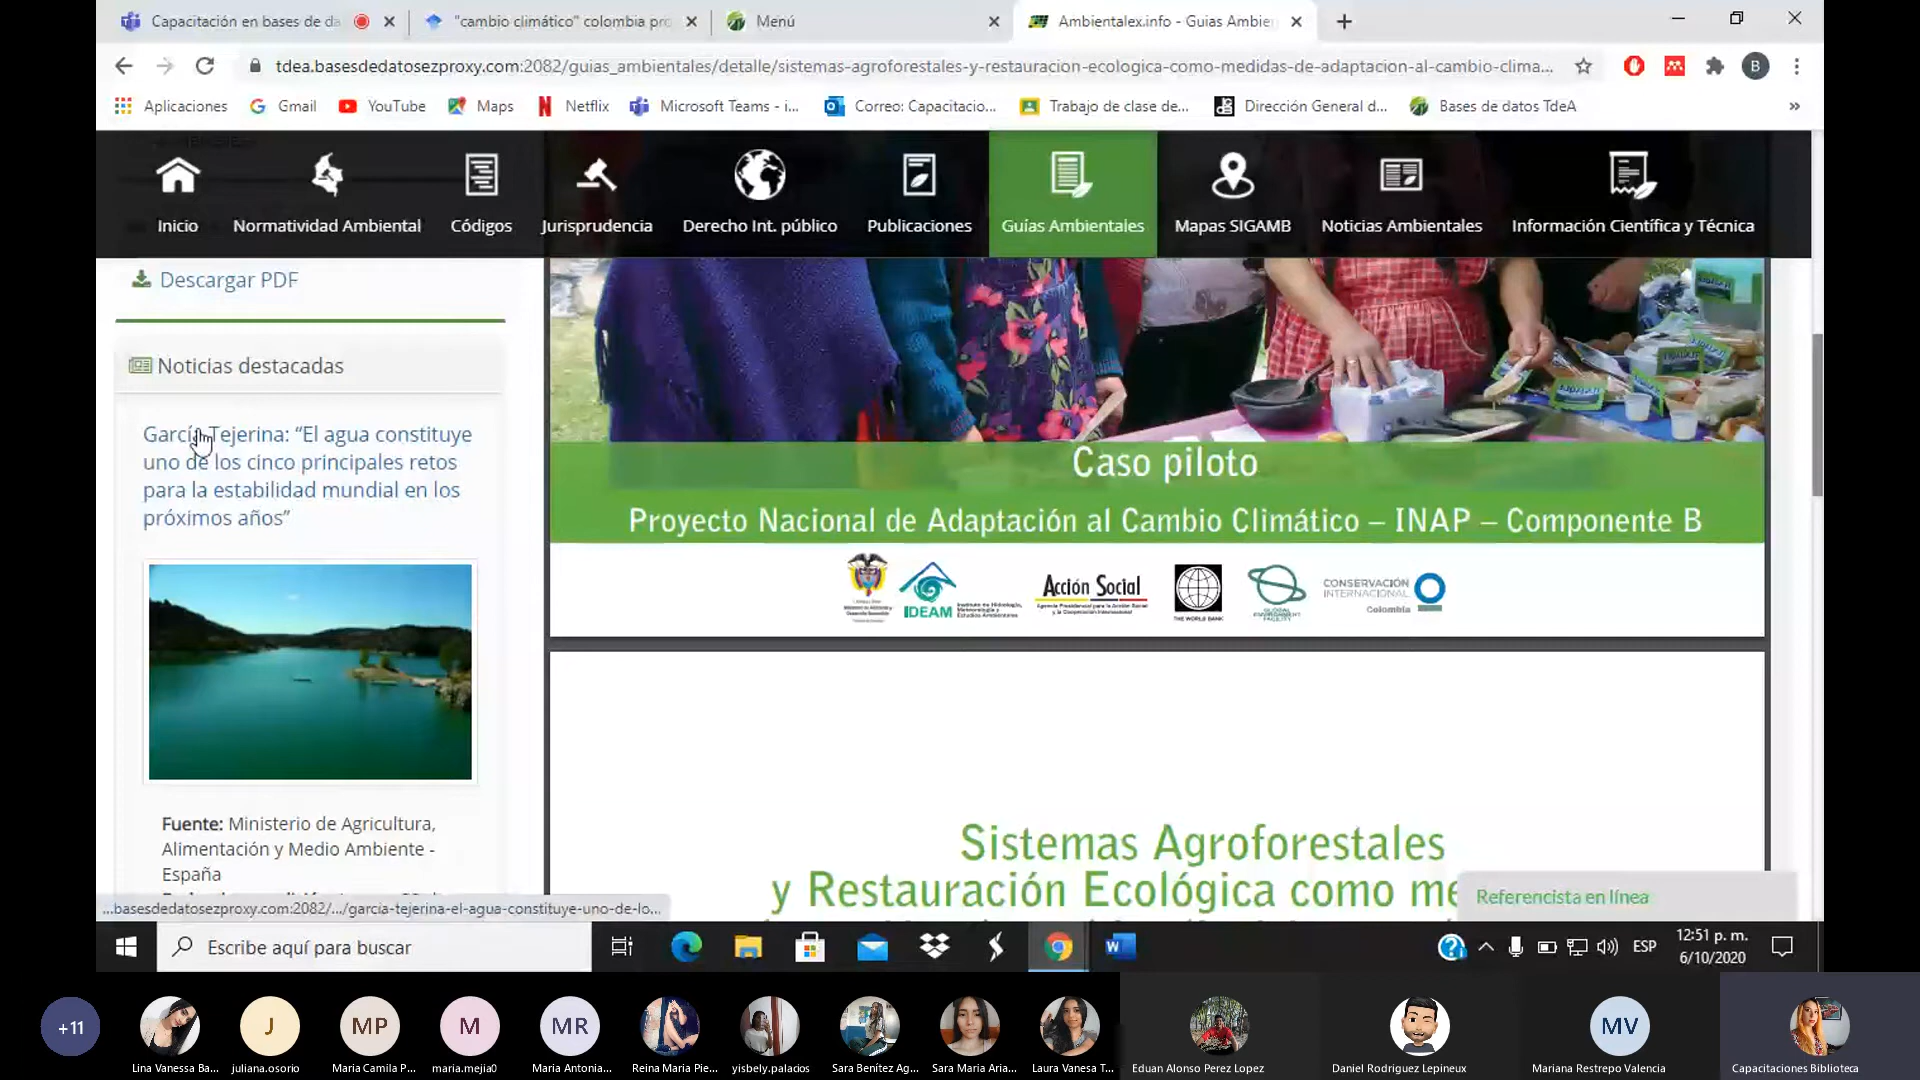 Capacitación en bases de da
"cambio climático" colombia pro
Menú
Ambientalex.info - Guias Ambien
tdea.basesdedatosezproxy.com:2082/guias_ambientales/detalle/sistemas-agroforestales-y-restauracion-ecologica-como-medidas-de-adaptacion-al-cambio-clima...
B
Aplicaciones
Gmail
YouTube
Maps
Netflix
Microsoft Teams - i...
Correo: Capacitacio...
Trabajo de clase de...
Dirección General d...
Bases de datos TdeA
»
Inicio
Normatividad Ambiental
Códigos
Jurisprudencia
Derecho Int. público
Publicaciones
Guías Ambientales
Mapas SIGAMB
Noticias Ambientales
Información Científica y Técnica
Descargar PDF
Noticias destacadas
García Tejerina: “El agua constituye
uno de los cinco principales retos
para la estabilidad mundial en los
próximos años”
Fuente: Ministerio de Agricultura,
Alimentación y Medio Ambiente -
España
...basesdedatosezproxy.com:2082/.../garcia-tejerina-el-agua-constituye-uno-de-lo...
Caso piloto
Proyecto Nacional de Adaptación al Cambio Climático – INAP – Componente B
IDEAM
Acción Social
THE WORLD BANK
CONSERVACIÓN
INTERNACIONAL
Colombia
Sistemas Agroforestales
y Restauración Ecológica como me
Referencista en línea
Escribe aquí para buscar
ESP
12:51 p. m.
6/10/2020
+11
J
MP
M
MR
MV
Lina Vanessa Ba...
juliana.osorio
Maria Camila P...
maria.mejia0
Maria Antonia...
Reina Maria Pie...
yisbely.palacios
Sara Benítez Ag...
Sara Maria Aria...
Laura Vanesa T...
Eduan Alonso Perez Lopez
Daniel Rodriguez Lepineux
Mariana Restrepo Valencia
Capacitaciones Biblioteca